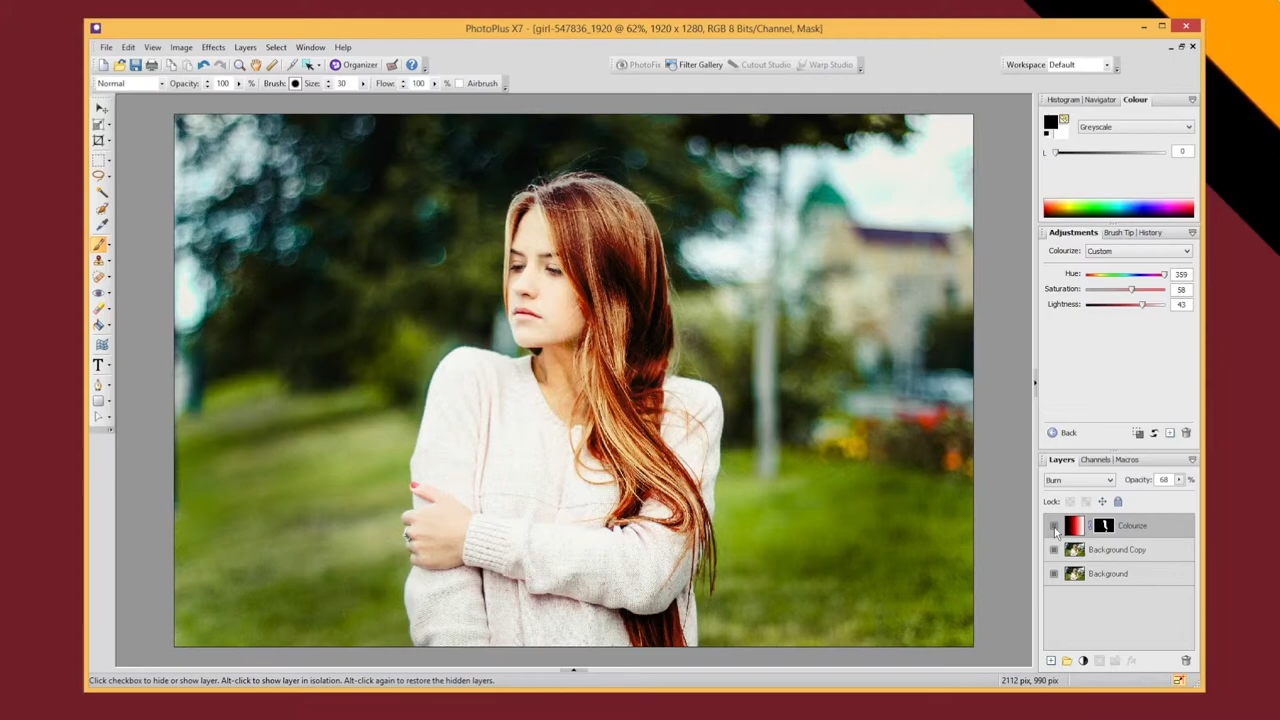 PhotoPlus X7 - [girl-547836_1920 @ 62%, 1920 x 1280, RGB 8 Bits/Channel, Mask]
File Edit View Image Effects Layers Select Window Help
Organizer PhotoFix Filter Gallery Cutout Studio Warp Studio Workspace Default
Normal Opacity: 100 % Brush: Size: 30 Flow: 100 % Airbrush
Histogram | Navigator Colour
Greyscale
L 0
Adjustments Brush Tip | History
Colourize: Custom
Hue: 359
Saturation: 58
Lightness: 43
Back
Layers Channels | Macros
Burn Opacity: 68 %
Lock:
Colourize
Background Copy
Background
T
Click checkbox to hide or show layer. Alt-click to show layer in isolation. Alt-click again to restore the hidden layers. 2112 pix, 990 pix